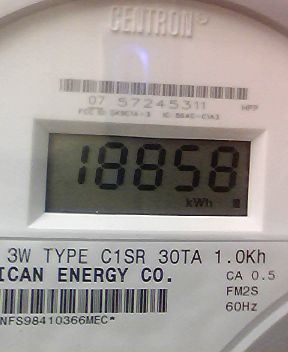 CENTRON®
07 57245311 HPP
18858
kWh
3W TYPE C1SR 30TA 1.0Kh
ICAN ENERGY CO. CA 0.5
FM2S
NFS98410366MEC* 60Hz